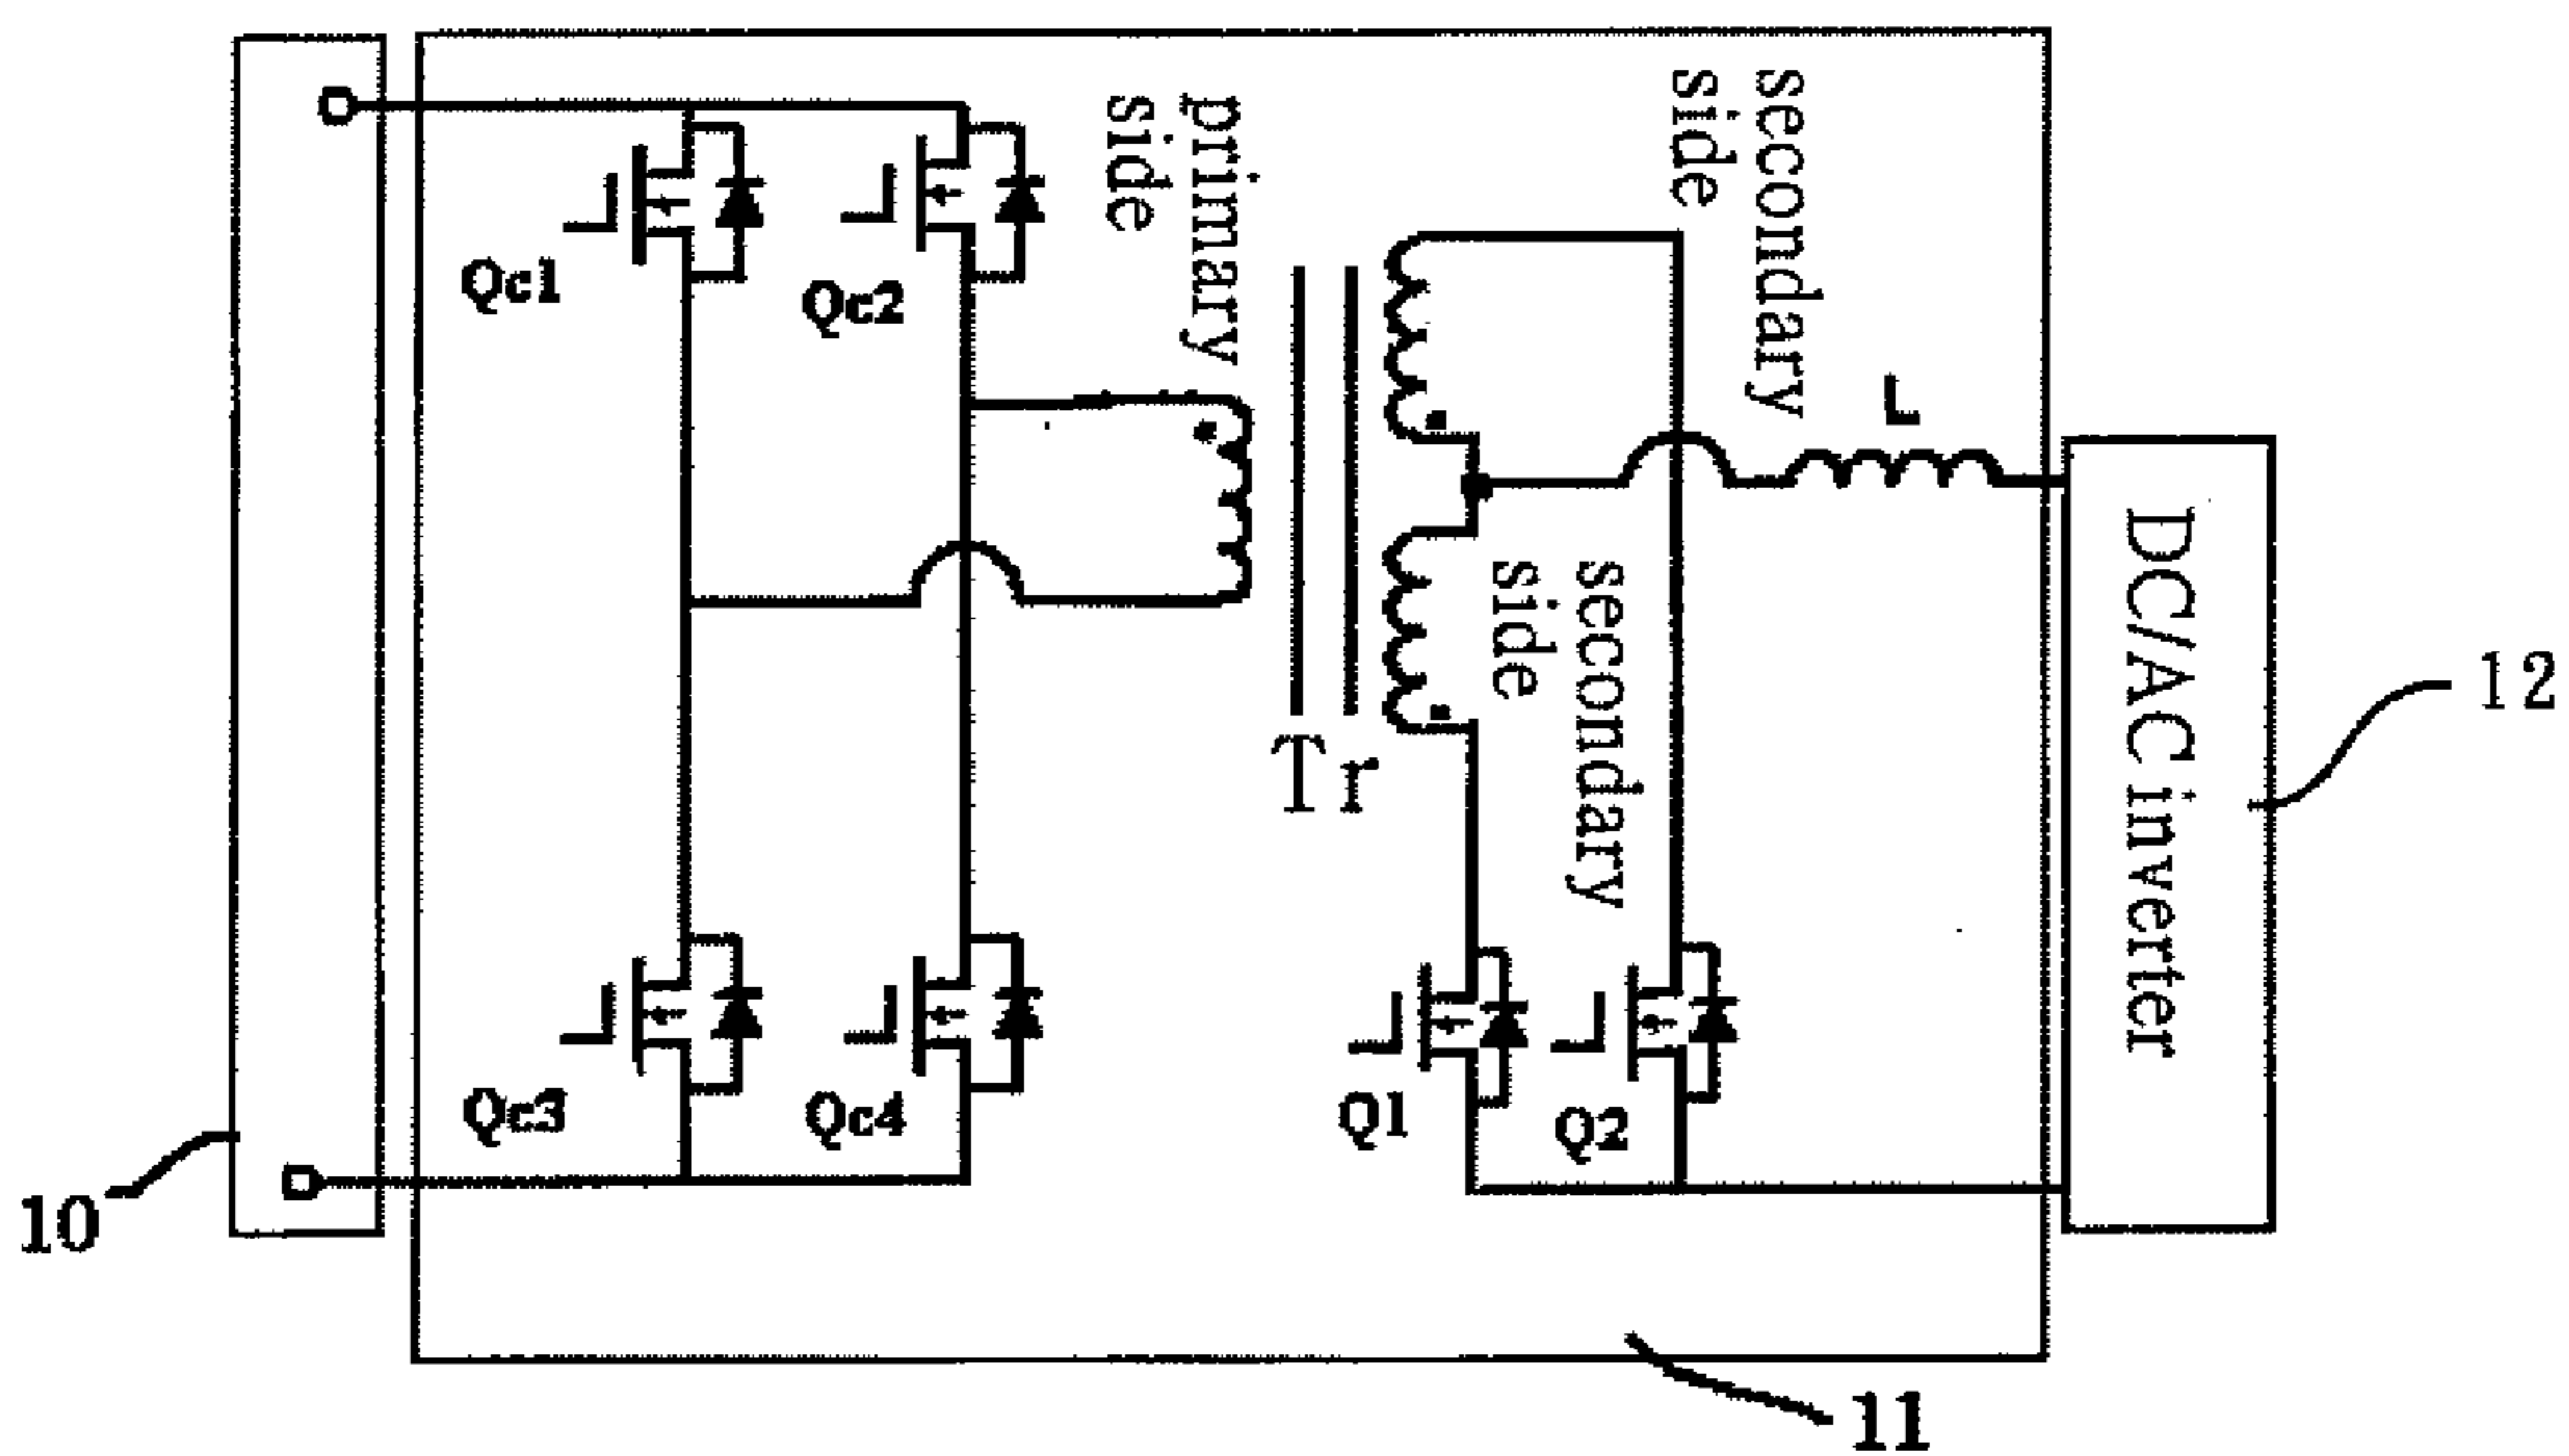 primary
side
secondary
side
Qc1
Qc2
L
secondary
side
DC/AC inverter
12
Tr
Qc3
Qc4
Q1
Q2
10
11